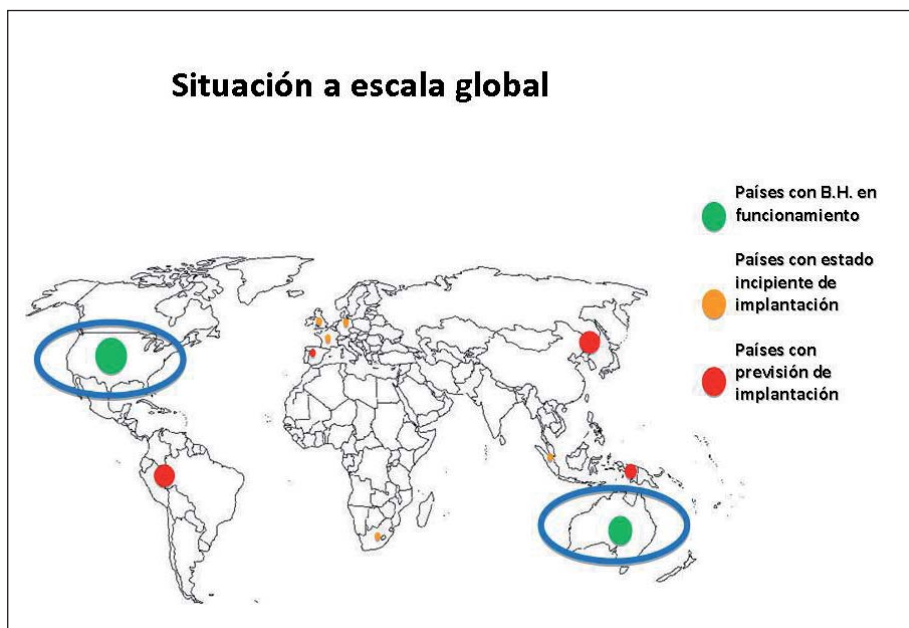 Situación a escala global
Países con B.H. en
funcionamiento
Países con estado
incipiente de
implantación
Países con
previsión de
implantación